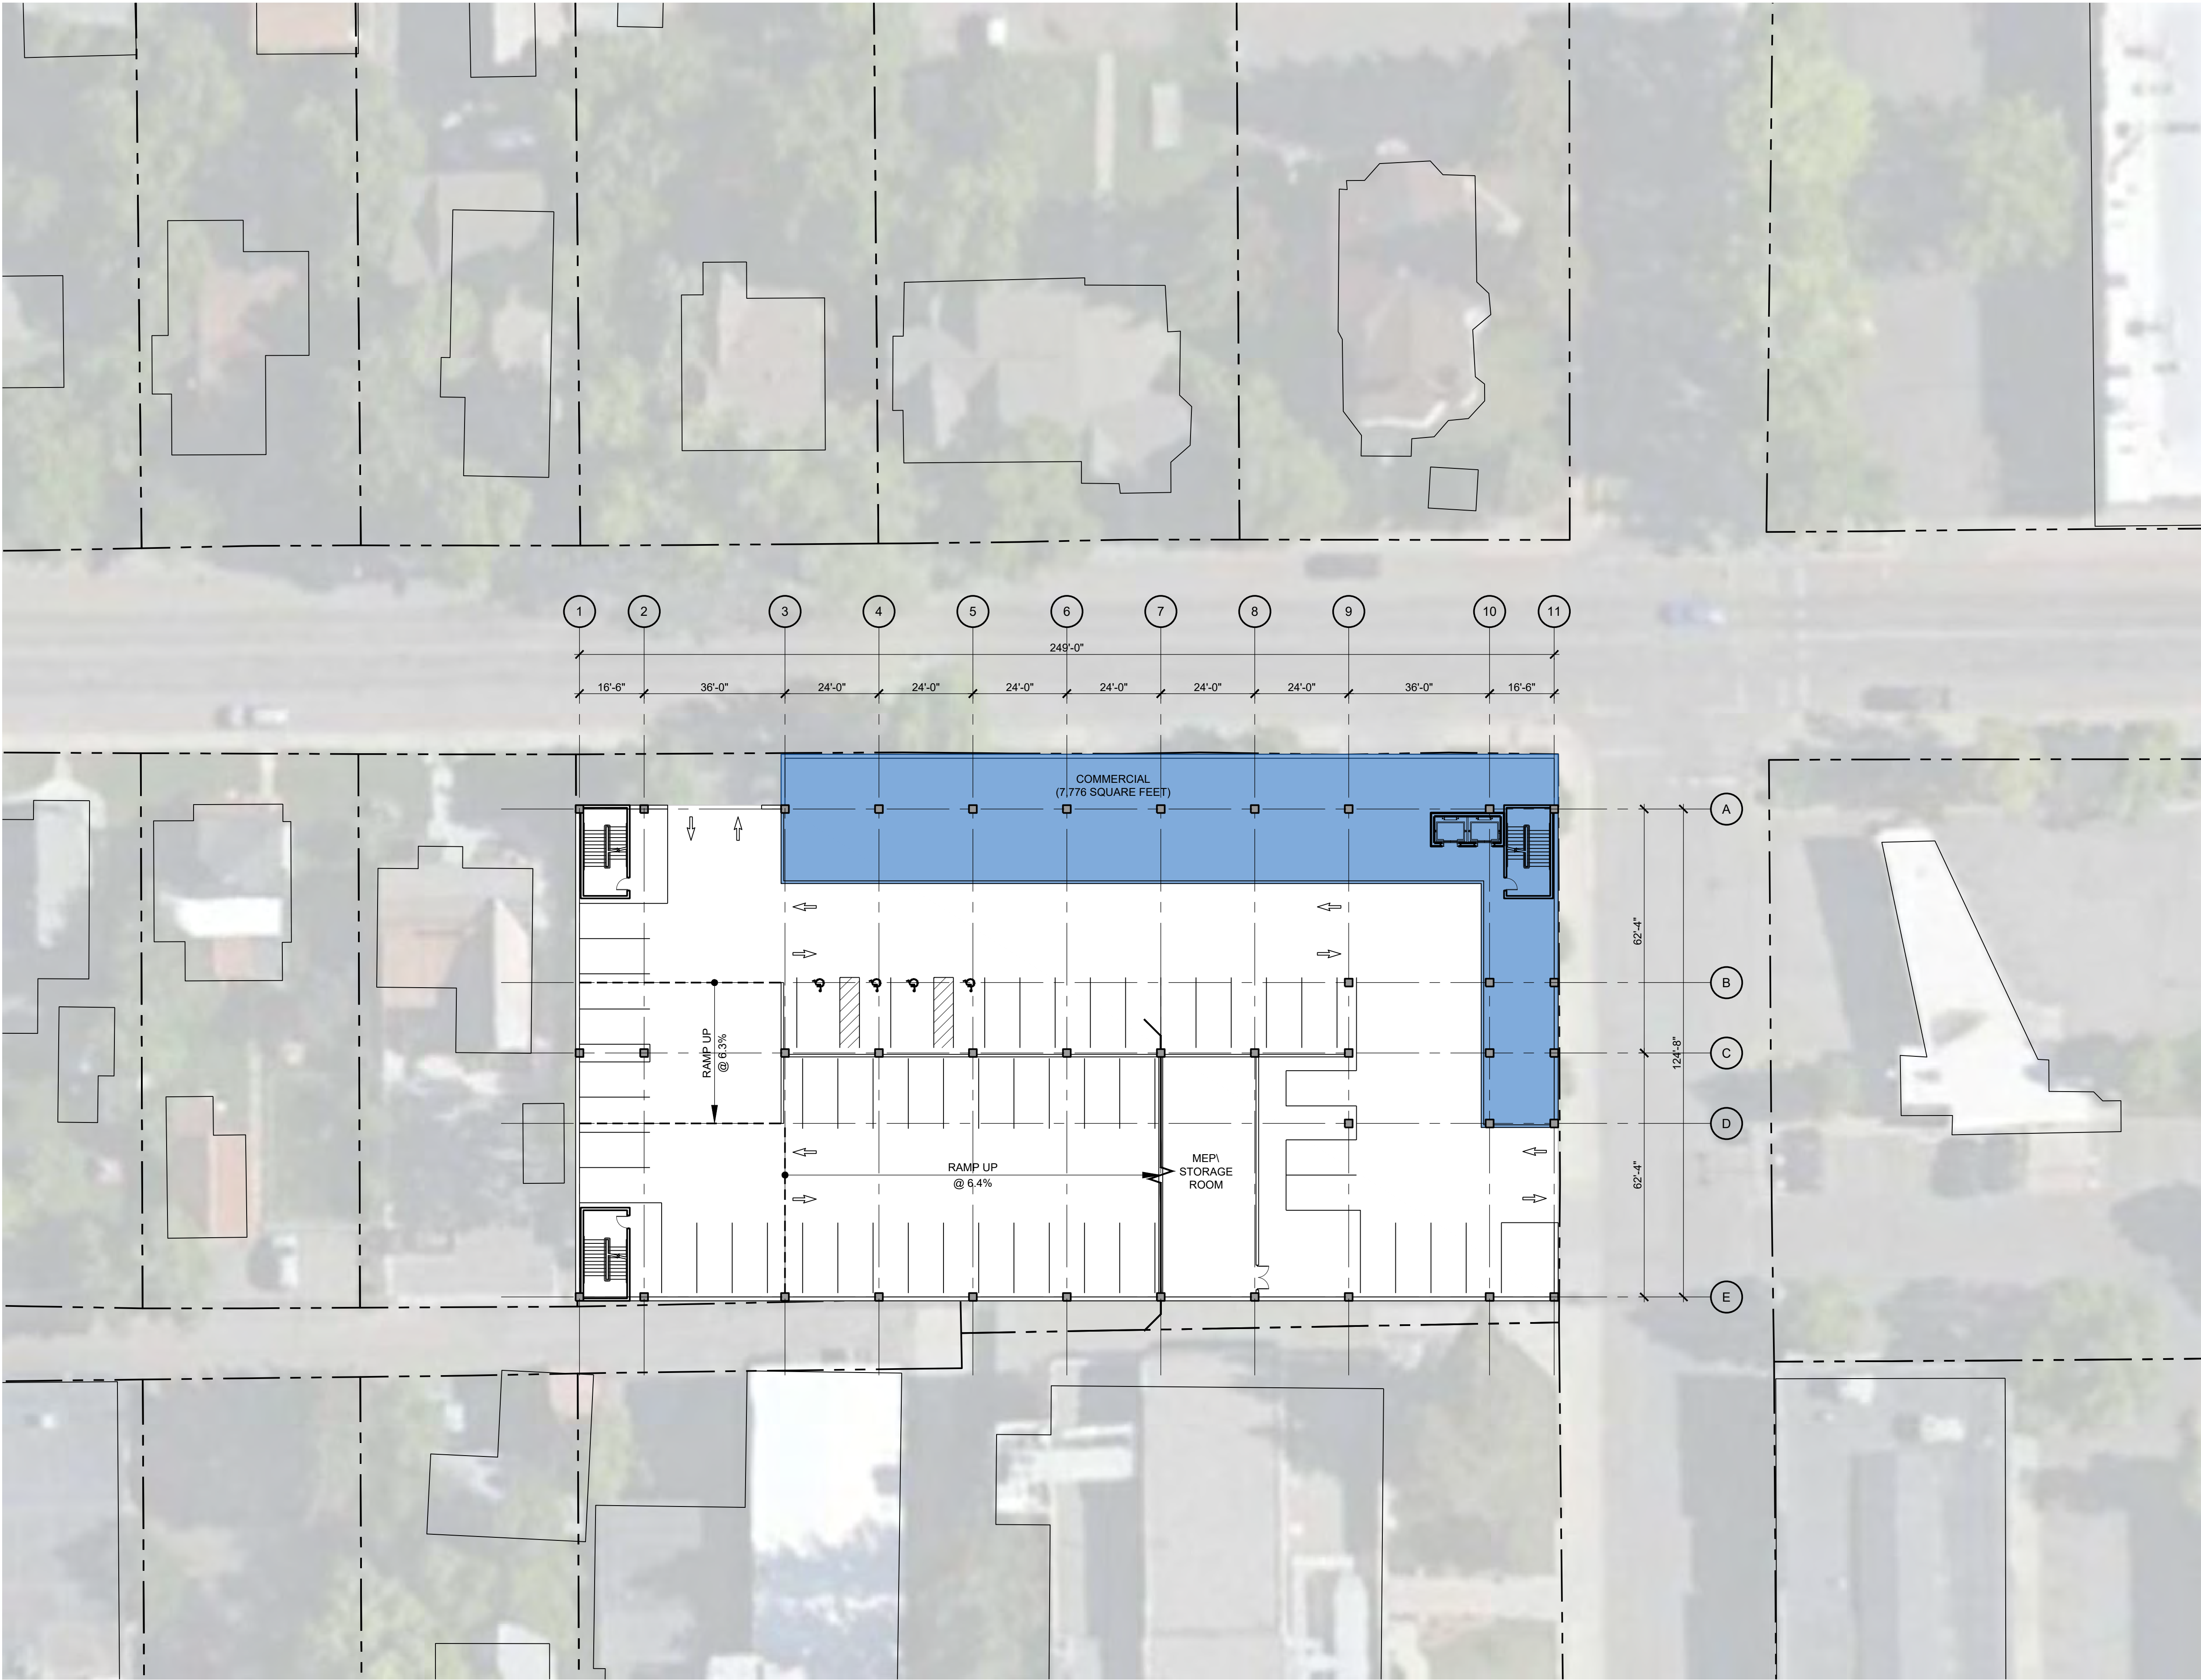 1 2 3 4 5 6 7 8 9 10 11
249'-0"
16'-6" 36'-0" 24'-0" 24'-0" 24'-0" 24'-0" 24'-0" 24'-0" 36'-0" 16'-6"
COMMERCIAL
(7,776 SQUARE FEET)
A
62'-4"
B
RAMP UP
@ 6.3%
C
124'-8"
D
RAMP UP
@ 6.4%
MEP\
STORAGE
ROOM
62'-4"
E